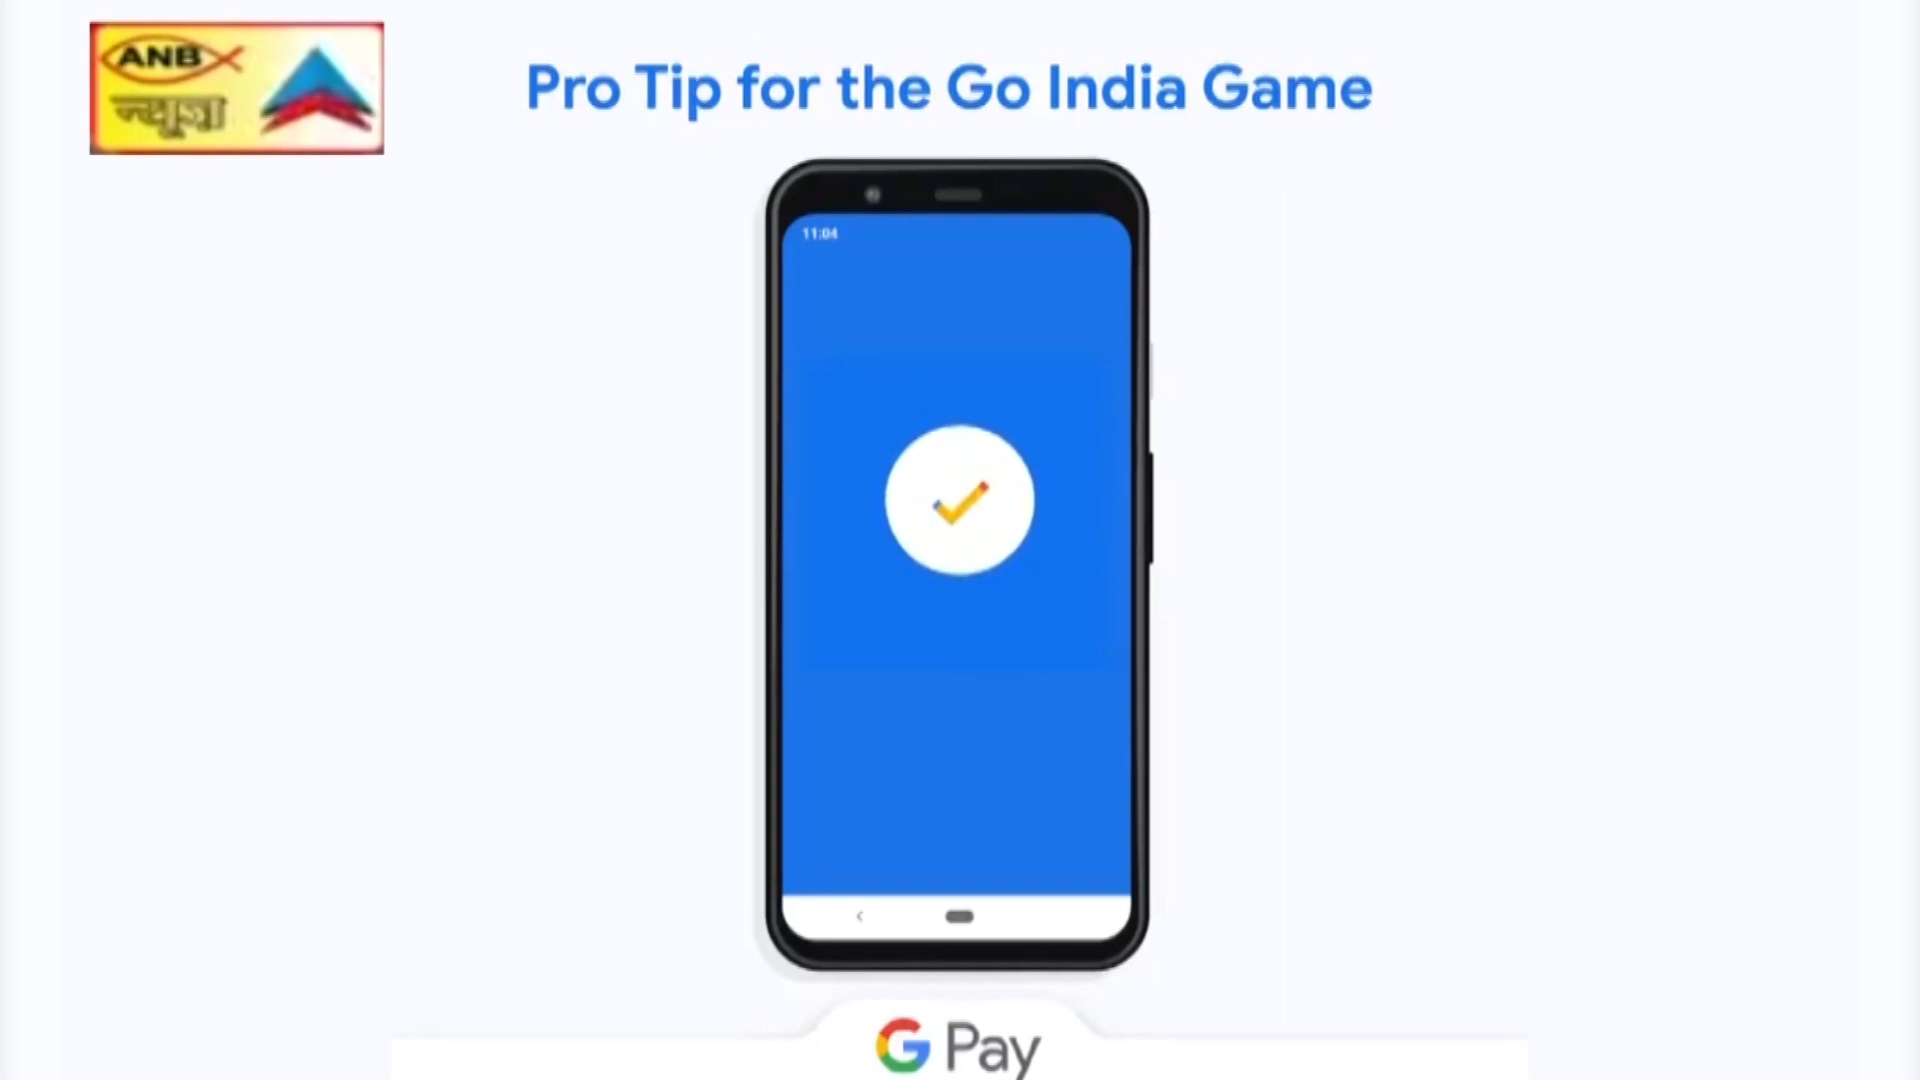 ANB
न्यूज़
Pro Tip for the Go India Game
11:04
G Pay